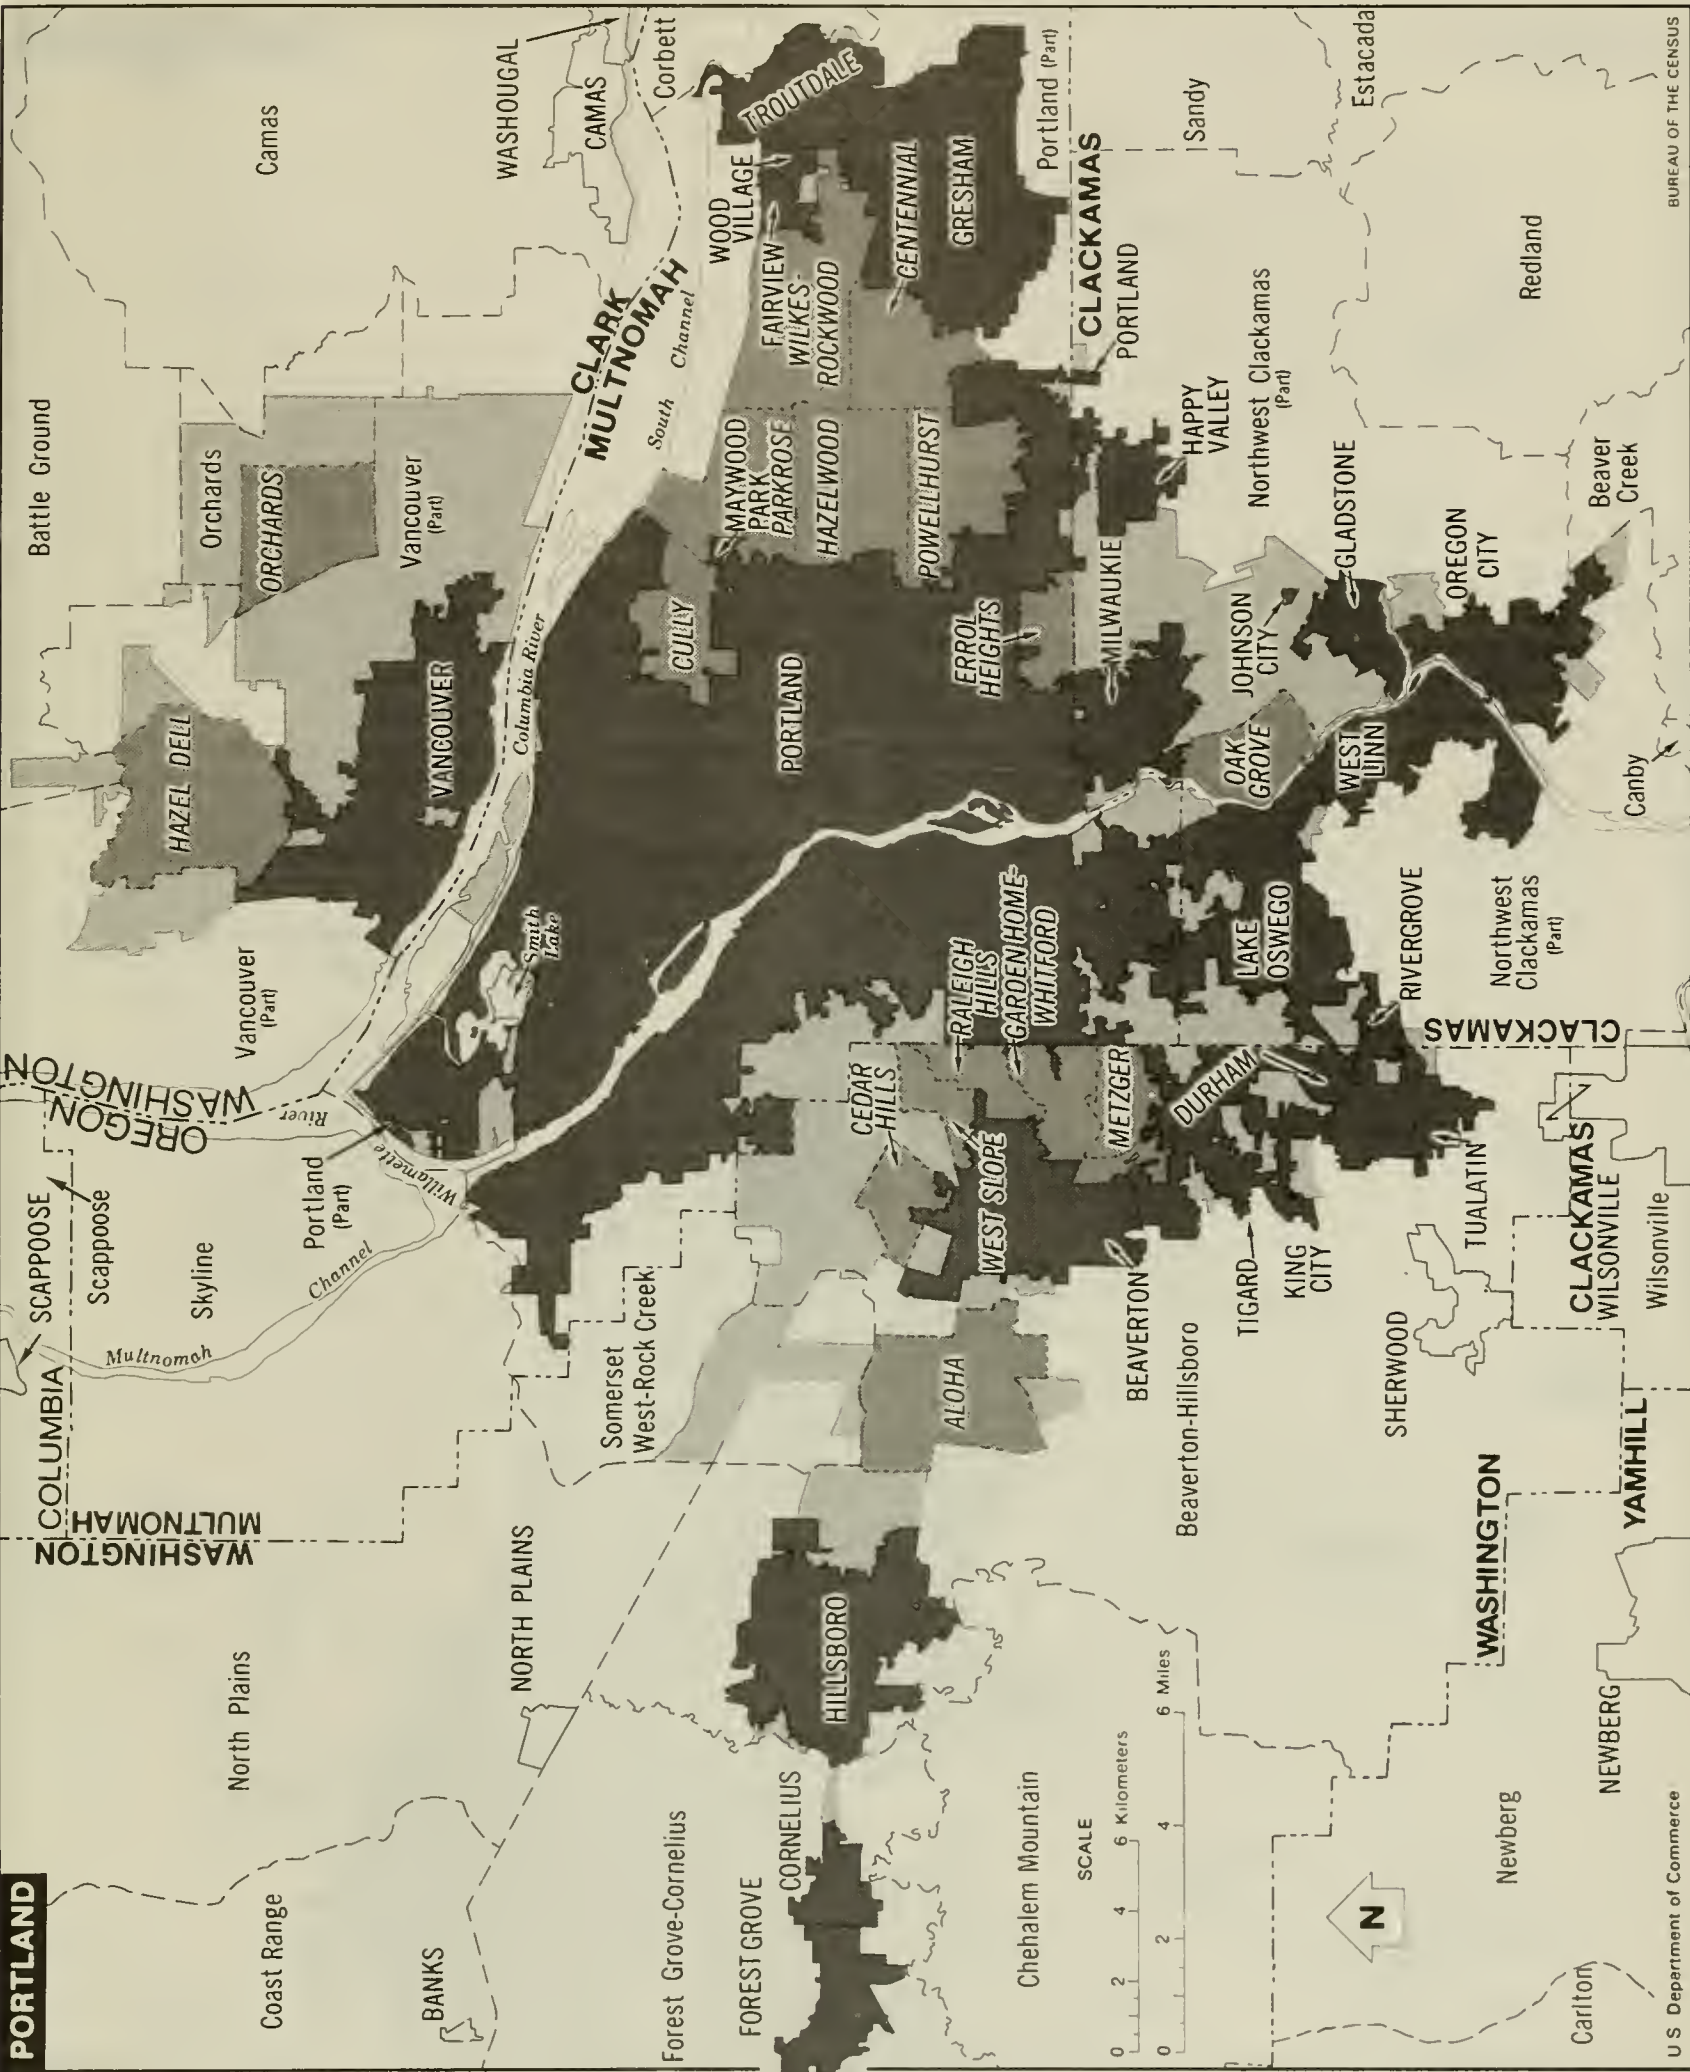 PORTLAND
SCAPPOOSE
Scappoose
COLUMBIA
WASHINGTON
MULTNOMAH
OREGON
WASHINGTON
Skyline
Multnomah
Channel
Portland
(Part)
River
Willamette
Vancouver
(Part)
HAZEL DELL
Battle Ground
Orchards
ORCHARDS
Vancouver
(Part)
VANCOUVER
Camas
WASHOUGAL
CAMAS
Corbett
CLARK
MULTNOMAH
Columbia River
South Channel
Smith
Lake
North Plains
NORTH PLAINS
Coast Range
BANKS
Somerset
West-Rock Creek
Forest Grove-Cornelius
FOREST GROVE
CORNELIUS
HILLSBORO
ALOHA
CEDAR
HILLS
WEST SLOPE
RALEIGH
HILLS
GARDEN HOME-
WHITFORD
METZGER
PORTLAND
CULLY
MAYWOOD
PARK
PARKROSE
HAZELWOOD
POWELLHURST
ERROL
HEIGHTS
WOOD
VILLAGE
FAIRVIEW
WILKES-
ROCKWOOD
TROUTDALE
CENTENNIAL
GRESHAM
Portland (Part)
CLACKAMAS
PORTLAND
Sandy
Estacada
HAPPY
VALLEY
Northwest Clackamas
(Part)
Redland
MILWAUKIE
JOHNSON
CITY
GLADSTONE
OREGON
CITY
Beaver
Creek
OAK
GROVE
WEST
LINN
Canby
LAKE
OSWEGO
RIVERGROVE
Northwest
Clackamas
(Part)
CLACKAMAS
DURHAM
BEAVERTON
TIGARD
KING
CITY
TUALATIN
SHERWOOD
CLACKAMAS
WILSONVILLE
Wilsonville
Beaverton-Hillsboro
WASHINGTON
YAMHILL
NEWBERG
Newberg
Chehalem Mountain
SCALE
0 2 4 6 Kilometers
0 2 4 6 Miles
N
Carlton
U S Department of Commerce
BUREAU OF THE CENSUS